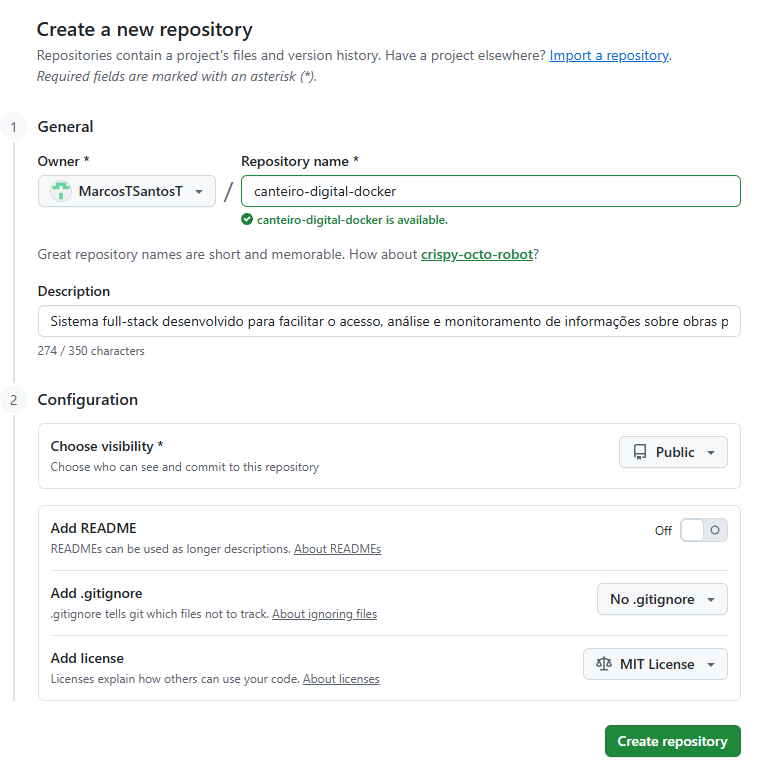 Create a new repository
Repositories contain a project's files and version history. Have a project elsewhere? Import a repository.
Required fields are marked with an asterisk (*).
1 General
Owner * Repository name *
MarcosTSantosT / canteiro-digital-docker
canteiro-digital-docker is available.
Great repository names are short and memorable. How about crispy-octo-robot?
Description
Sistema full-stack desenvolvido para facilitar o acesso, análise e monitoramento de informações sobre obras p
274 / 350 characters
2 Configuration
Choose visibility * Public
Choose who can see and commit to this repository
Add README Off
READMEs can be used as longer descriptions. About READMEs
Add .gitignore No .gitignore
.gitignore tells git which files not to track. About ignoring files
Add license MIT License
Licenses explain how others can use your code. About licenses
Create repository